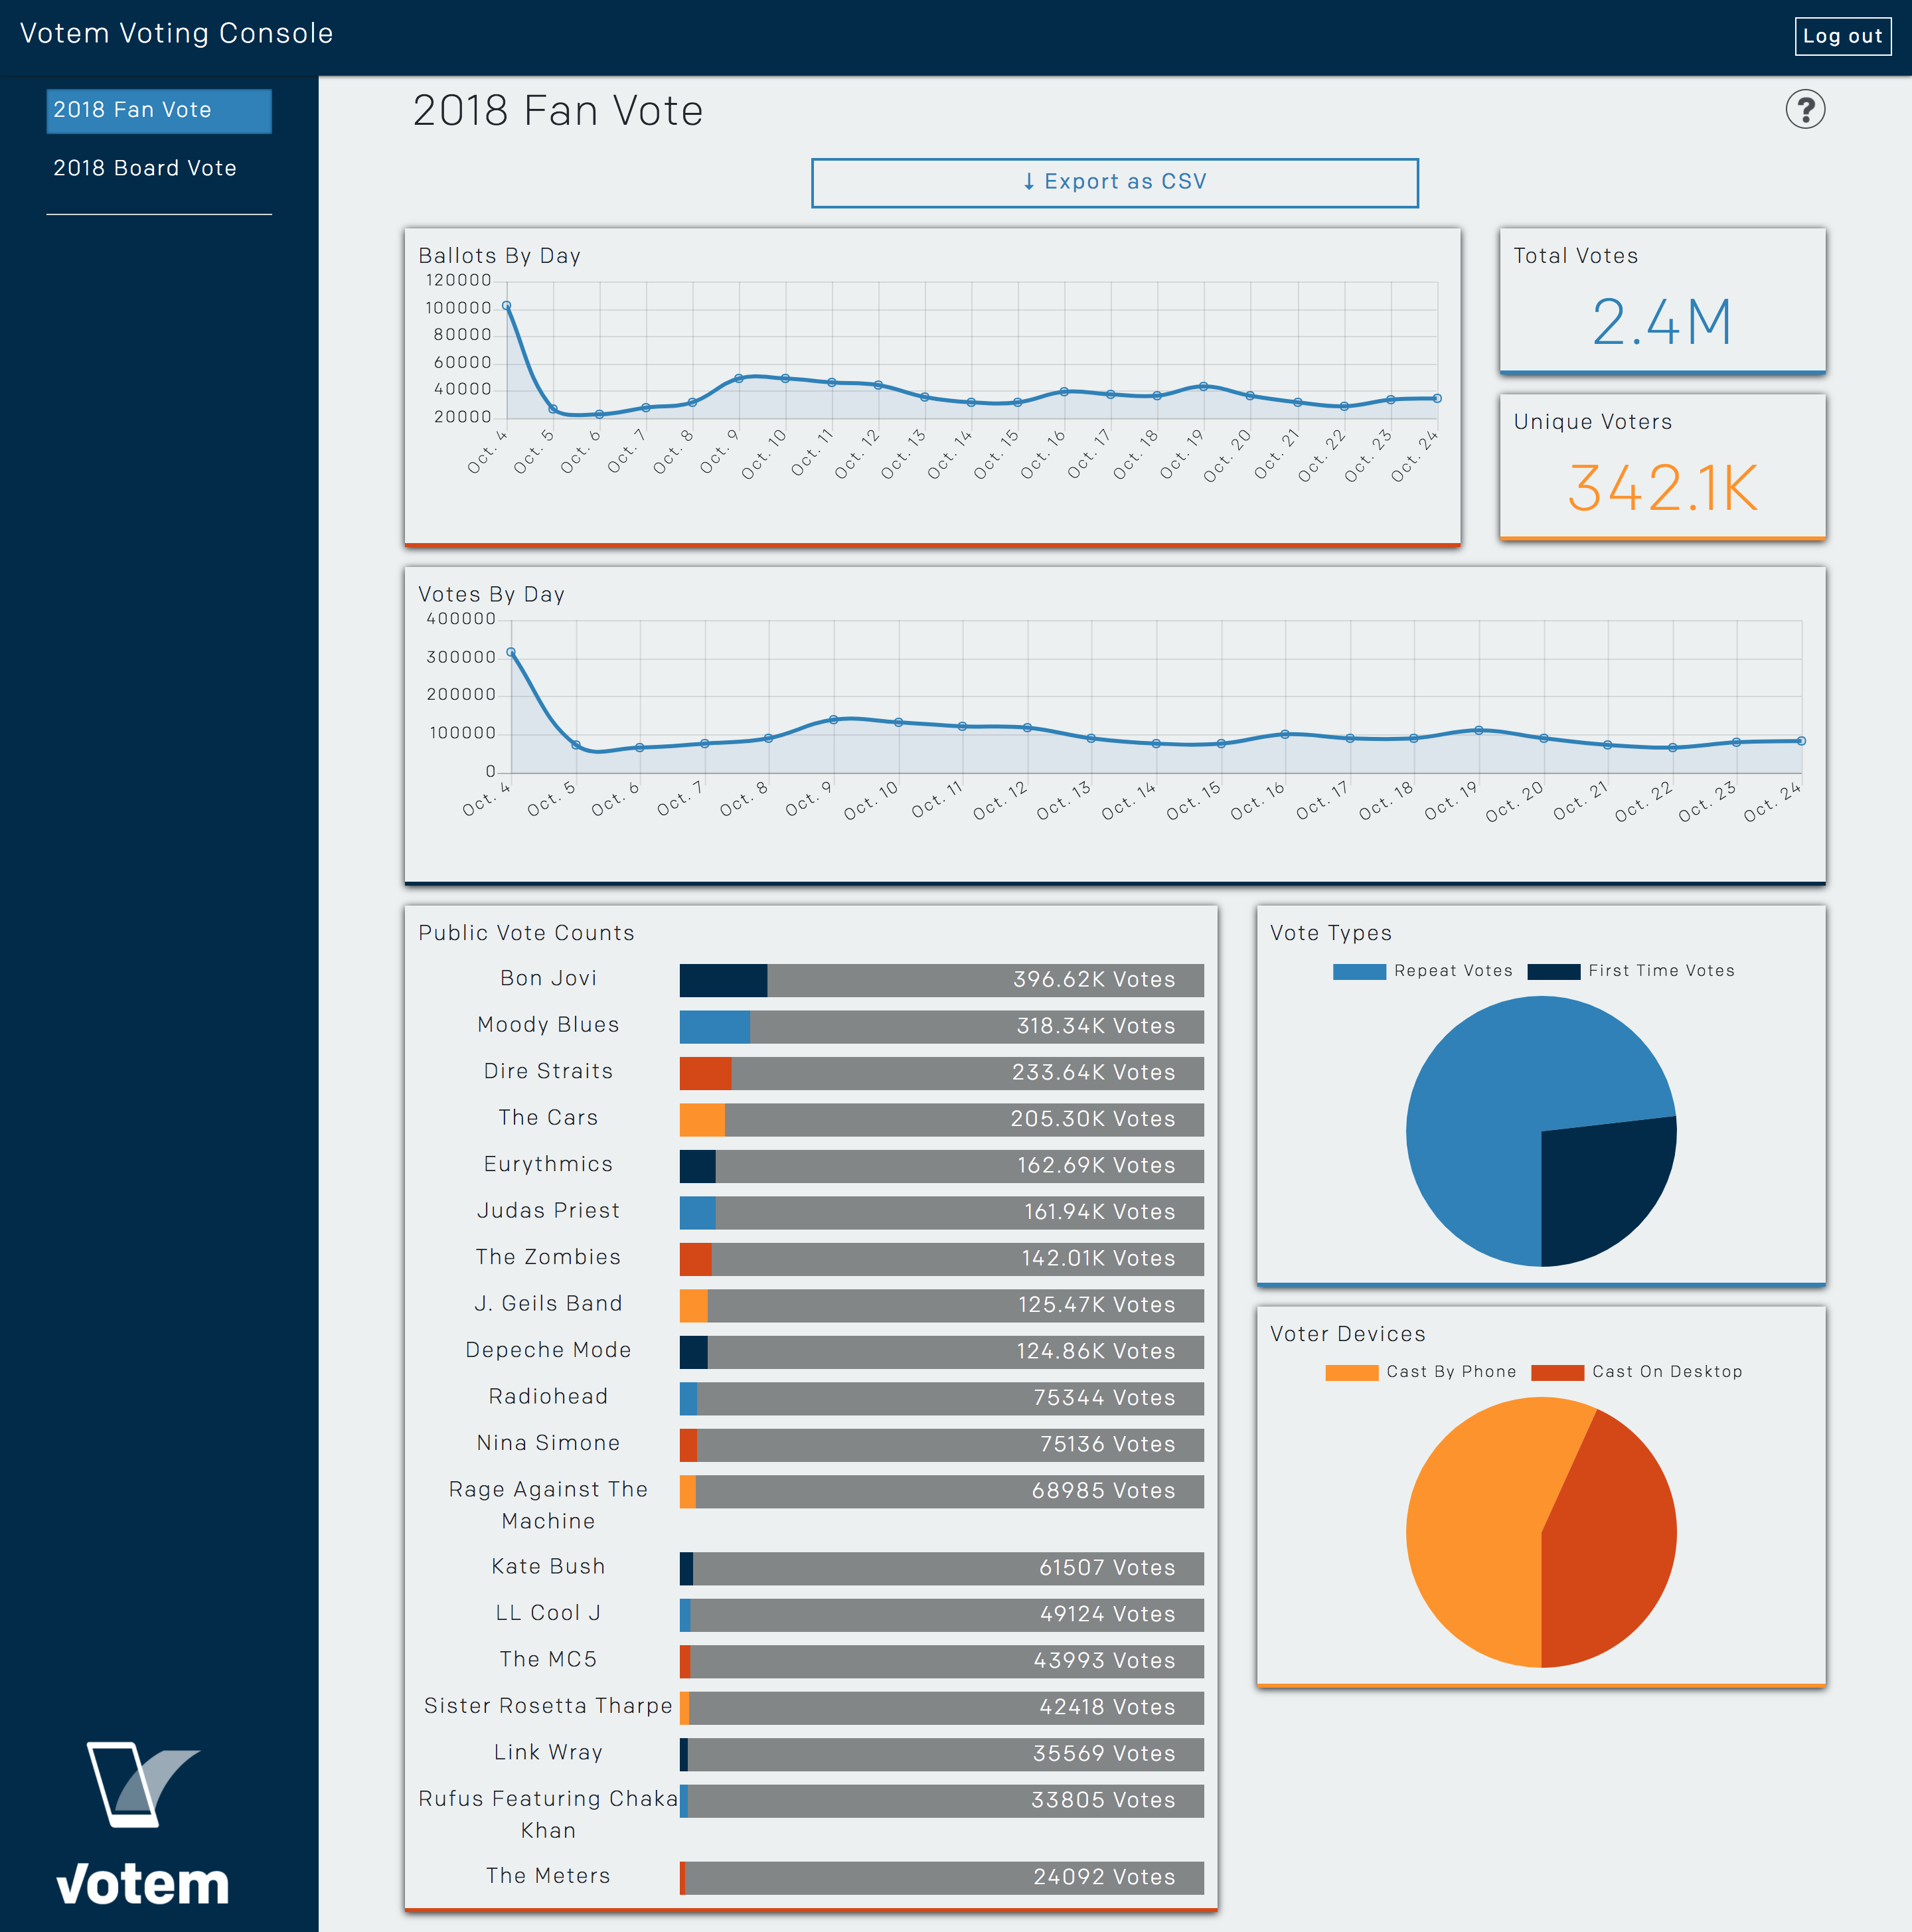 Votem Voting Console
Log out
2018 Fan Vote
2018 Board Vote
2018 Fan Vote
?
↓ Export as CSV
Ballots By Day
120000
100000
80000
60000
40000
20000
Oct. 4
Oct. 5
Oct. 6
Oct. 7
Oct. 8
Oct. 9
Oct. 10
Oct. 11
Oct. 12
Oct. 13
Oct. 14
Oct. 15
Oct. 16
Oct. 17
Oct. 18
Oct. 19
Oct. 20
Oct. 21
Oct. 22
Oct. 23
Oct. 24
Total Votes
2.4M
Unique Voters
342.1K
Votes By Day
400000
300000
200000
100000
0
Oct. 4
Oct. 5
Oct. 6
Oct. 7
Oct. 8
Oct. 9
Oct. 10
Oct. 11
Oct. 12
Oct. 13
Oct. 14
Oct. 15
Oct. 16
Oct. 17
Oct. 18
Oct. 19
Oct. 20
Oct. 21
Oct. 22
Oct. 23
Oct. 24
Public Vote Counts
Bon Jovi 396.62K Votes
Moody Blues 318.34K Votes
Dire Straits 233.64K Votes
The Cars 205.30K Votes
Eurythmics 162.69K Votes
Judas Priest 161.94K Votes
The Zombies 142.01K Votes
J. Geils Band 125.47K Votes
Depeche Mode 124.86K Votes
Radiohead 75344 Votes
Nina Simone 75136 Votes
Rage Against The 68985 Votes
Machine
Kate Bush 61507 Votes
LL Cool J 49124 Votes
The MC5 43993 Votes
Sister Rosetta Tharpe 42418 Votes
Link Wray 35569 Votes
Rufus Featuring Chaka 33805 Votes
Khan
The Meters 24092 Votes
Vote Types
Repeat Votes First Time Votes
Voter Devices
Cast By Phone Cast On Desktop
votem